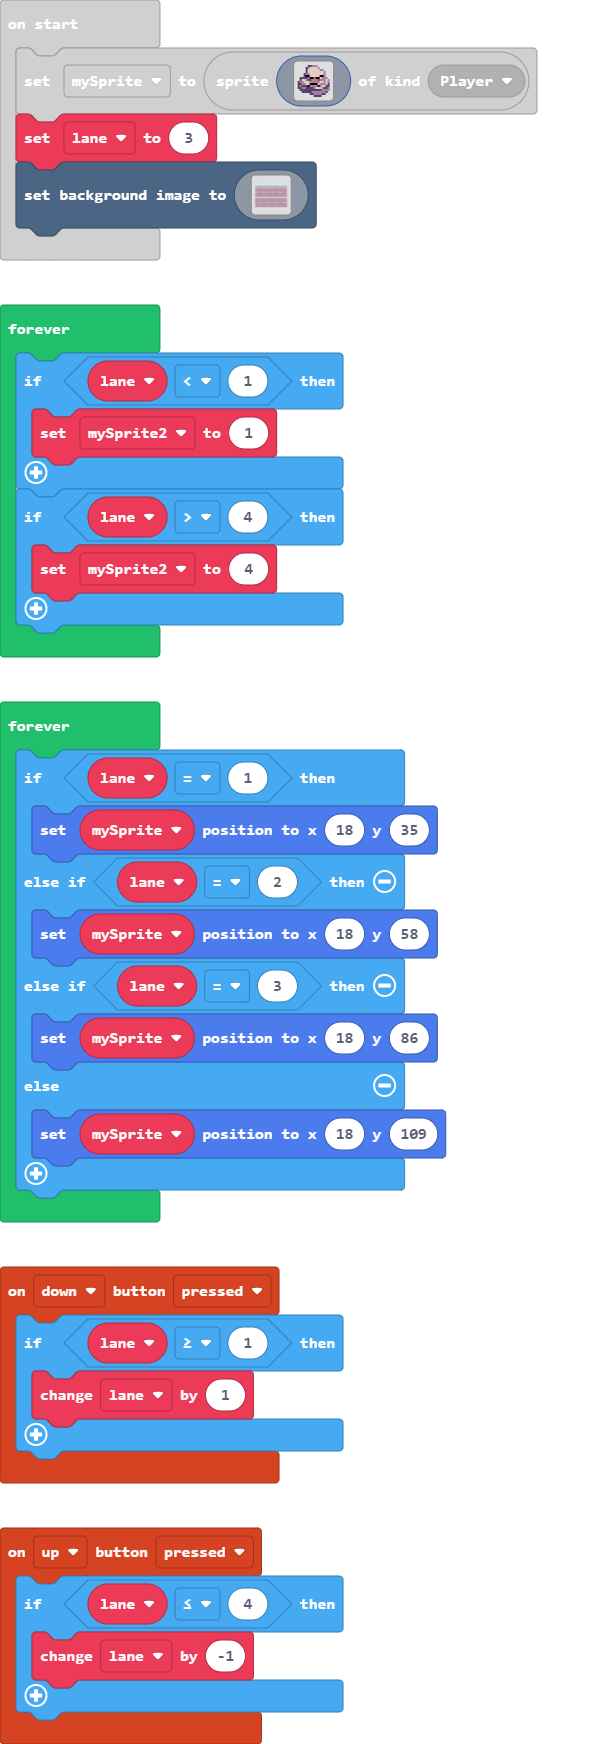 on start
set mySprite to sprite of kind Player
set lane to 3
set background image to
forever
if lane < 1 then
set mySprite2 to 1
if lane > 4 then
set mySprite2 to 4
forever
if lane = 1 then
set mySprite position to x 18 y 35
else if lane = 2 then
set mySprite position to x 18 y 58
else if lane = 3 then
set mySprite position to x 18 y 86
else
set mySprite position to x 18 y 109
on down button pressed
if lane ≥ 1 then
change lane by 1
on up button pressed
if lane ≤ 4 then
change lane by -1